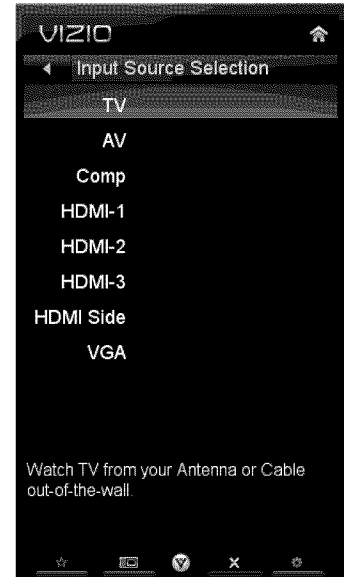 VIZIO
Input Source Selection
TV
AV
Comp
HDMI-1
HDMI-2
HDMI-3
HDMI Side
VGA
Watch TV from your Antenna or Cable
out-of-the-wall.